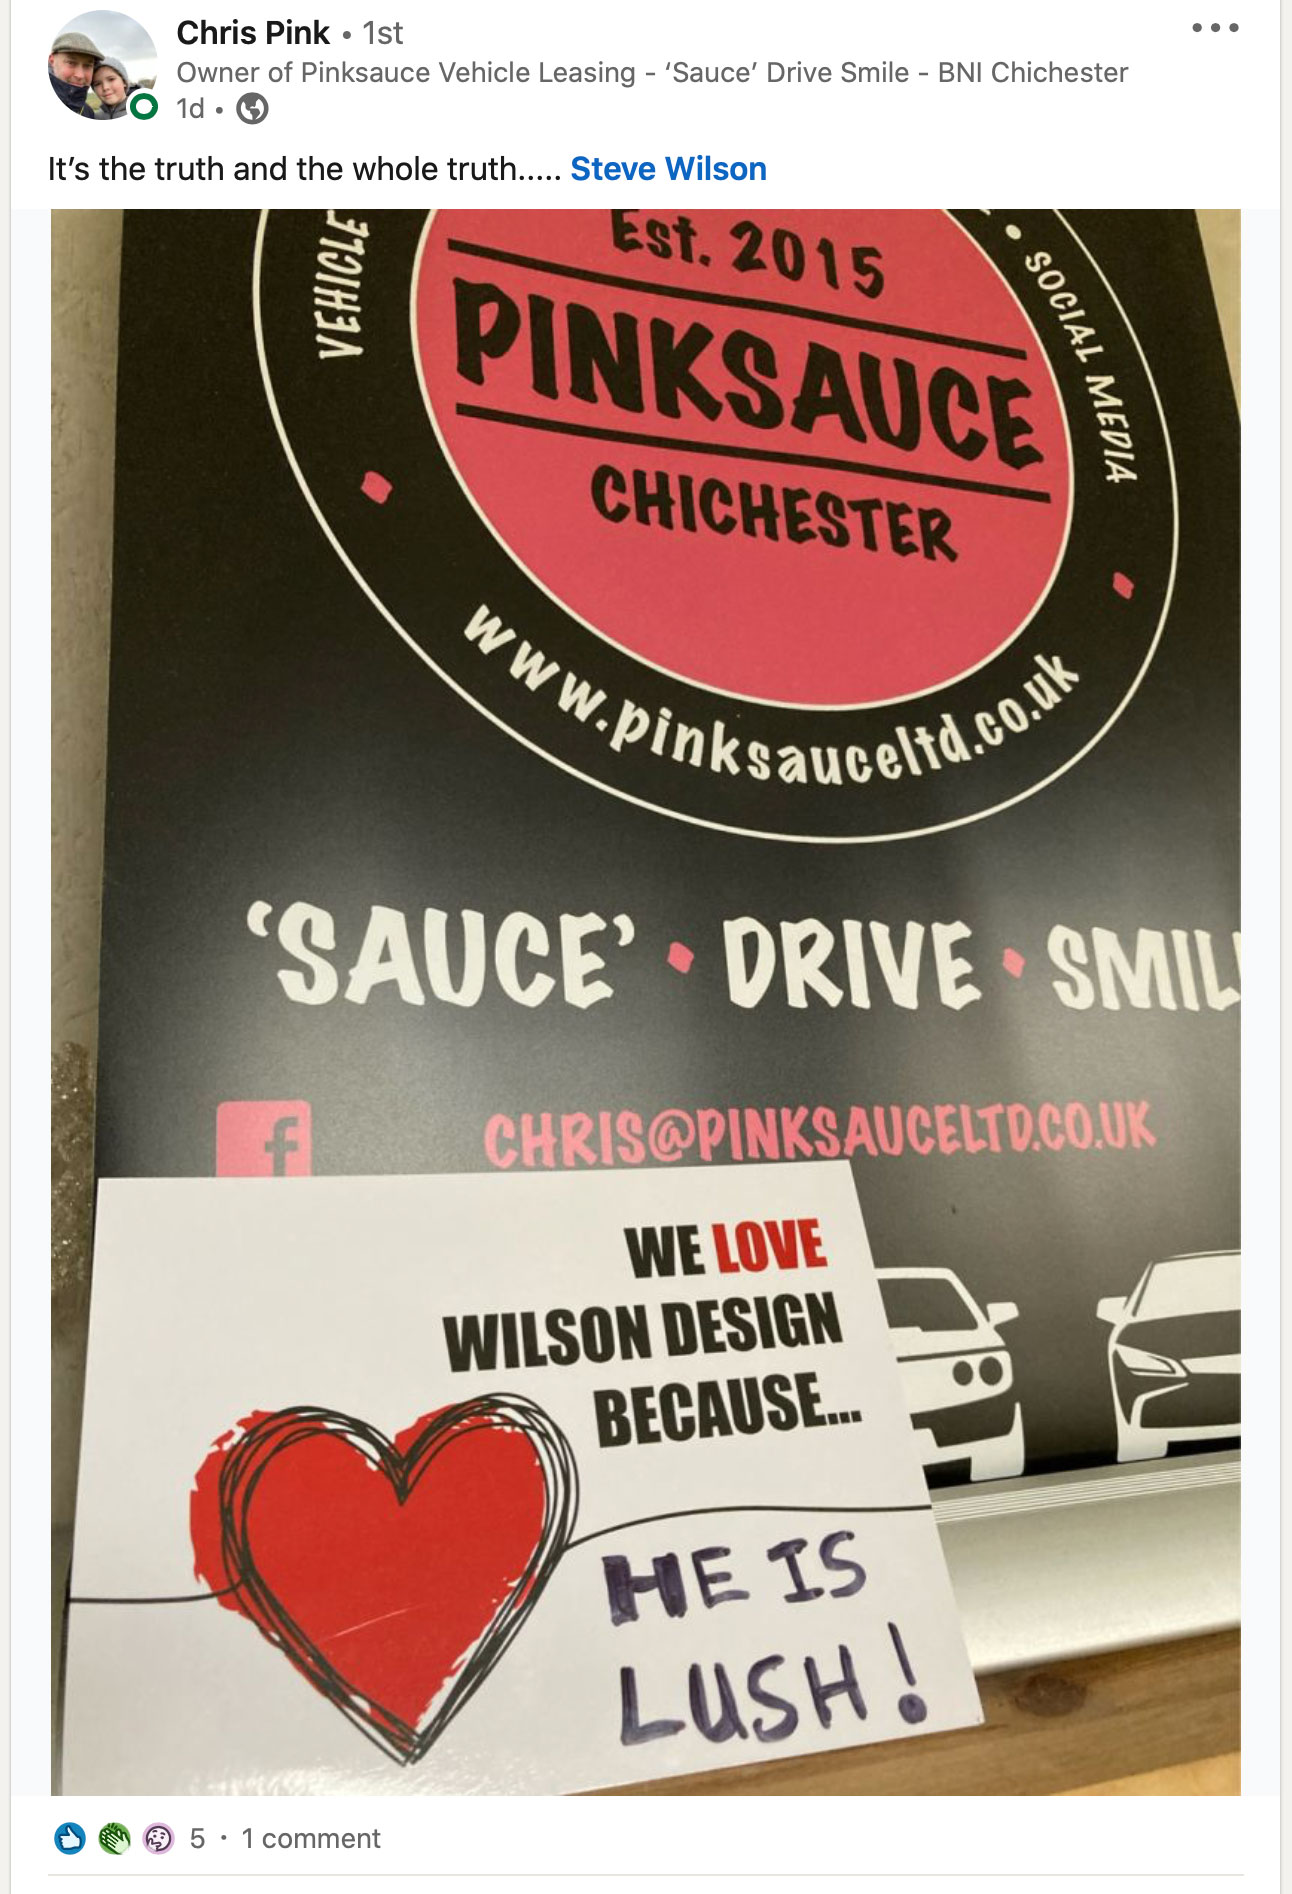 Chris Pink • 1st
Owner of Pinksauce Vehicle Leasing - ‘Sauce’ Drive Smile - BNI Chichester
1d •
It’s the truth and the whole truth..... Steve Wilson
VEHICLE
• SOCIAL MEDIA
Est. 2015
PINKSAUCE
CHICHESTER
www.pinksauceltd.co.uk
‘SAUCE’ • DRIVE • SMIL
f
CHRIS@PINKSAUCELTD.CO.UK
WE LOVE
WILSON DESIGN
BECAUSE...
HE IS
LUSH!
5 · 1 comment